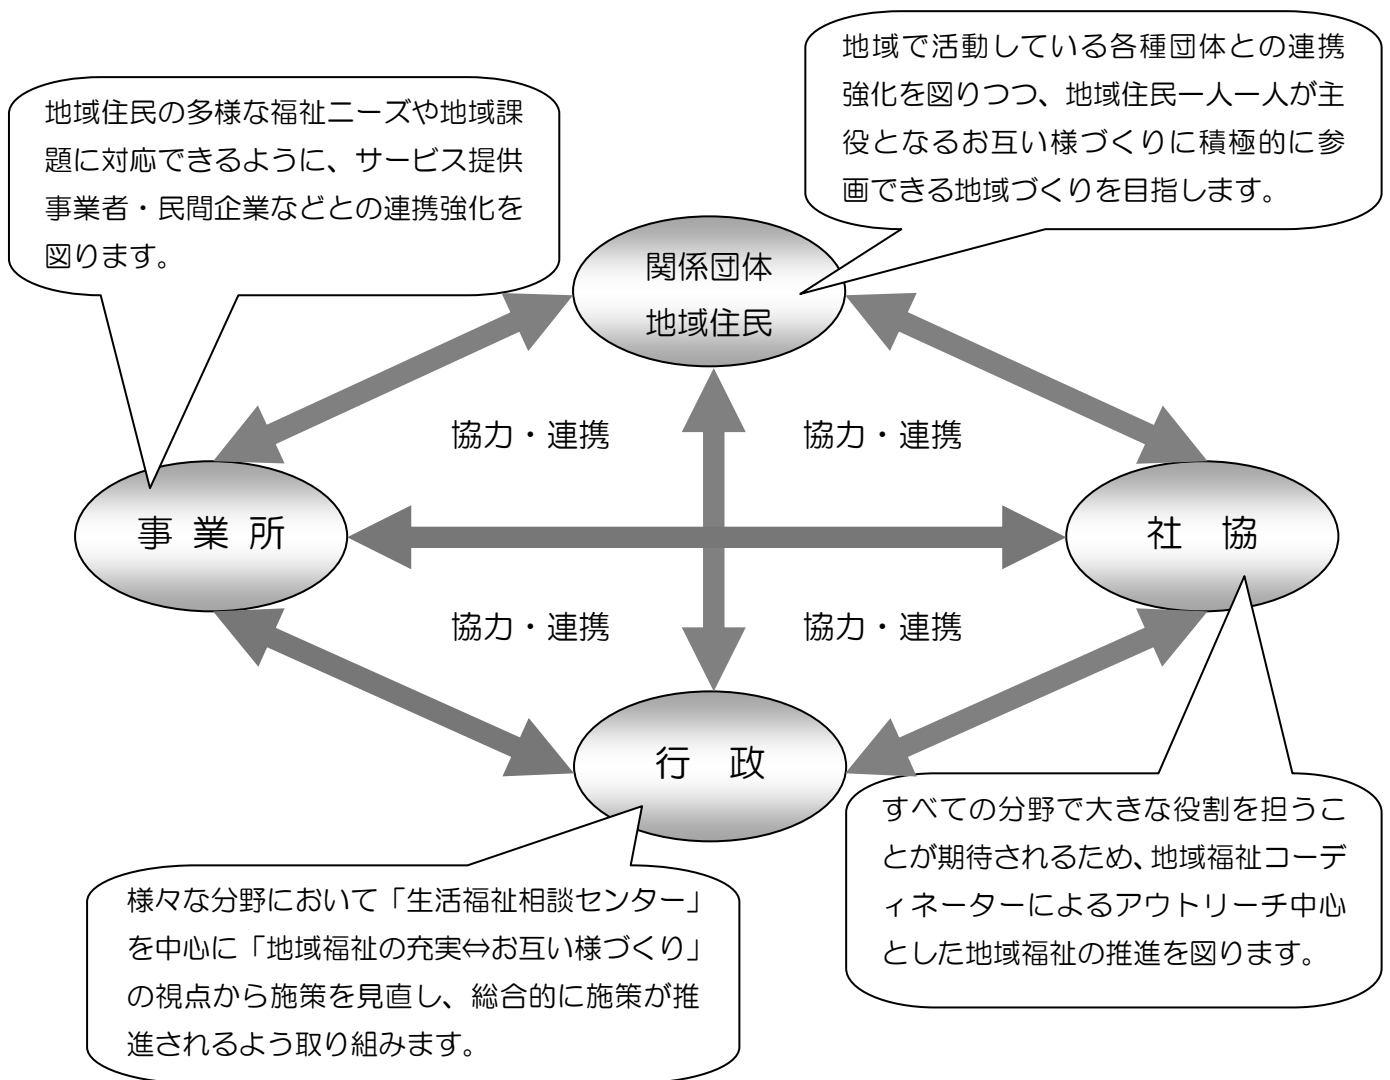 地域で活動している各種団体との連携
強化を図りつつ、地域住民一人一人が主
役となるお互い様づくりに積極的に参
画できる地域づくりを目指します。
地域住民の多様な福祉ニーズや地域課
題に対応できるように、サービス提供
事業者・民間企業などとの連携強化を
図ります。
関係団体
地域住民
協力・連携
協力・連携
事業所
社協
協力・連携
協力・連携
行政
すべての分野で大きな役割を担うこ
とが期待されるため、地域福祉コーデ
ィネーターによるアウトリーチ中心
とした地域福祉の推進を図ります。
様々な分野において「生活福祉相談センター」
を中心に「地域福祉の充実⇔お互い様づくり」
の視点から施策を見直し、総合的に施策が推
進されるよう取り組みます。